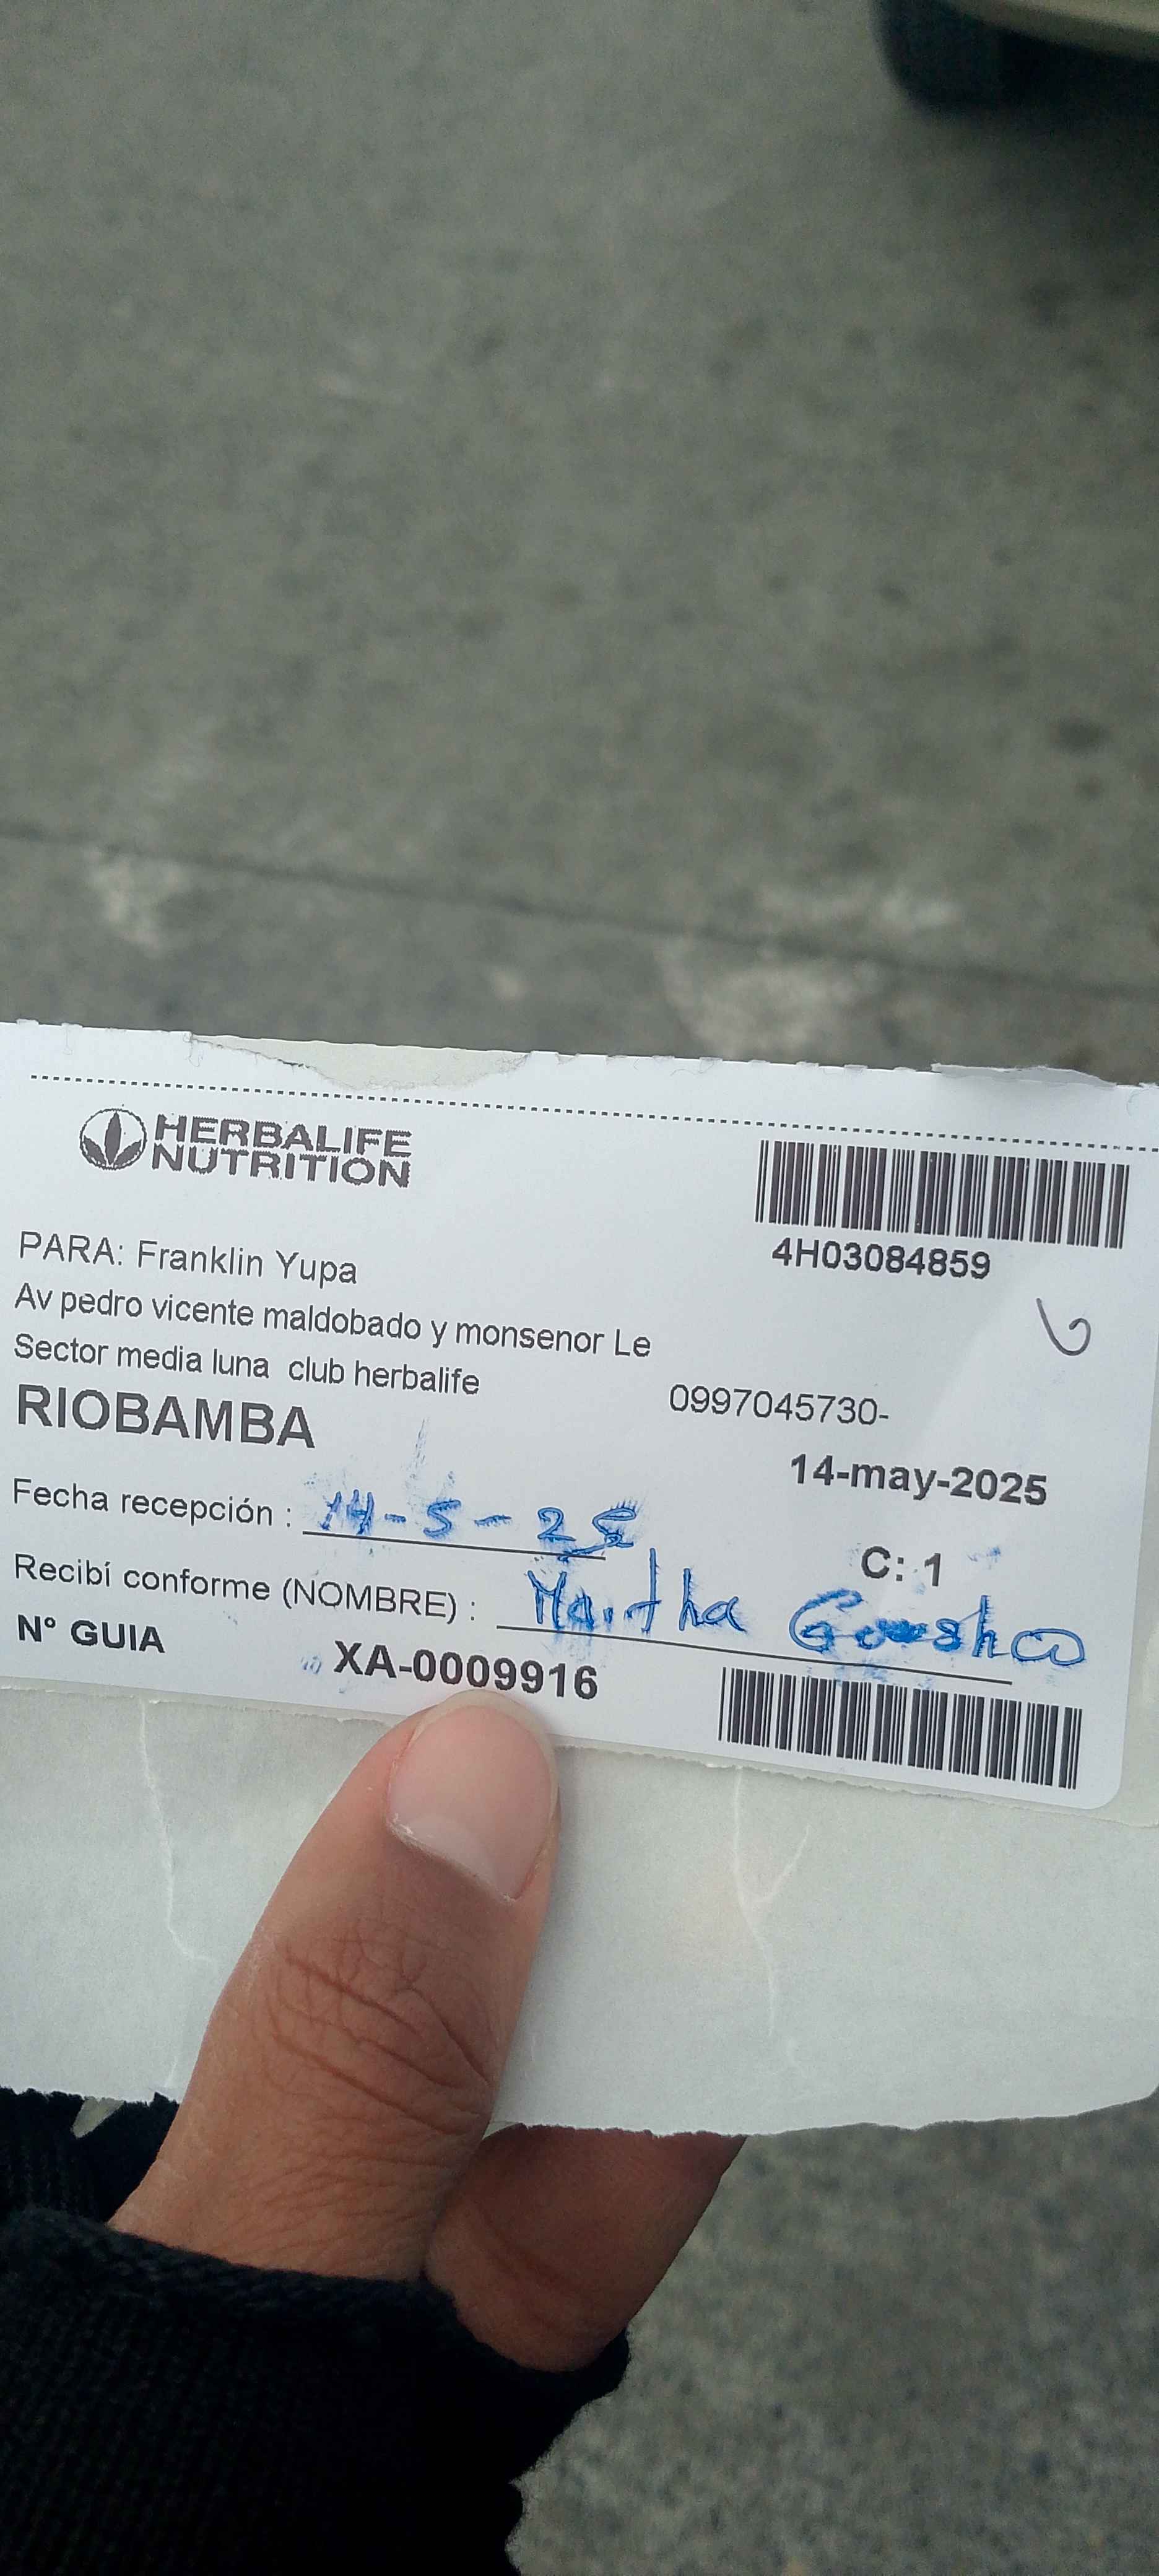 HERBALIFE
NUTRITION
4H03084859
PARA: Franklin Yupa
Av pedro vicente maldobado y monsenor Le
Sector media luna club herbalife
0997045730-
RIOBAMBA
14-may-2025
Fecha recepción : 14-5-25
C: 1
Recibí conforme (NOMBRE) : Martha
N° GUIA XA-0009916